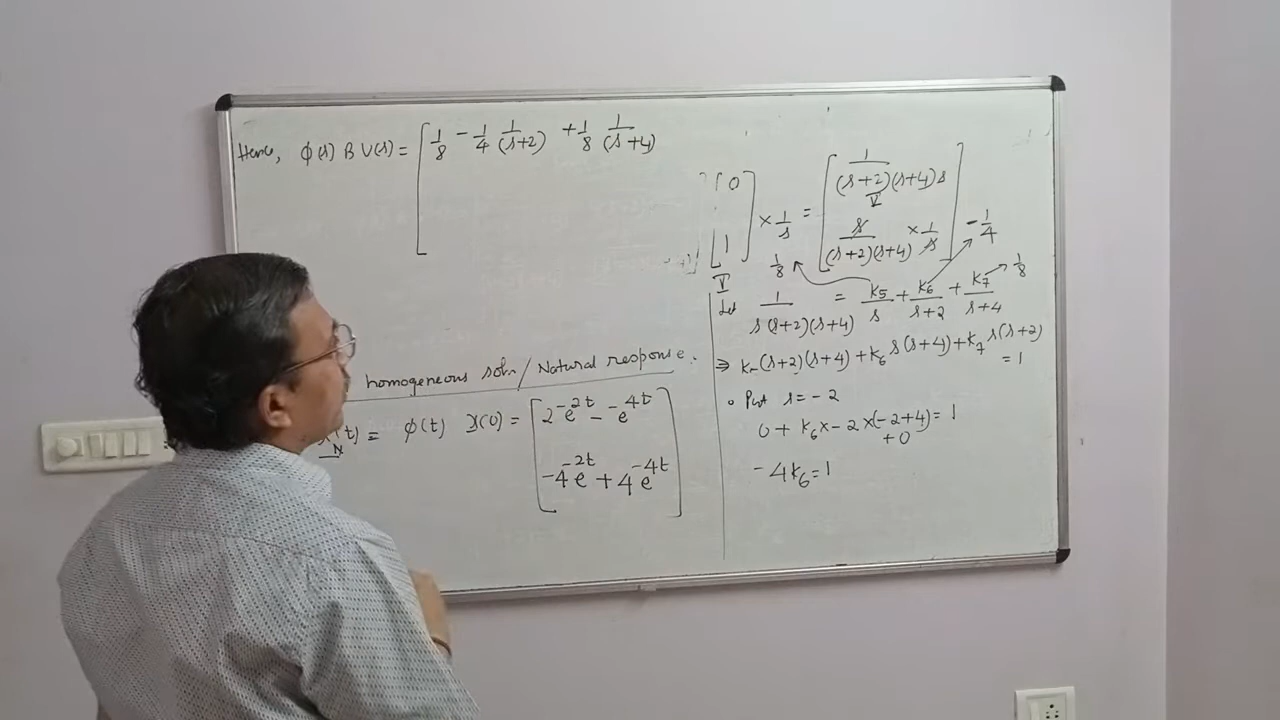 Hence, φ(s) B U(s) = [ 1/8 - 1/4 1/(s+2) + 1/8 1/(s+4)
[0 1] × 1/s = [ 1/((s+2)(s+4)s) s/((s+2)(s+4)) × 1/s ]
- 1/4
1/8
1/8
Let 1/(s(s+2)(s+4)) = K5/s + K6/(s+2) + K7/(s+4)
⇒ K5(s+2)(s+4) + K6 s(s+4) + K7 s(s+2) = 1
• Put s = -2
0 + K6 × -2 × (-2+4) + 0 = 1
-4K6 = 1
homogeneous soln / Natural response.
N(t) = φ(t) x(0) = [ 2e^-2t - e^-4t
-4e^-2t + 4e^-4t ]